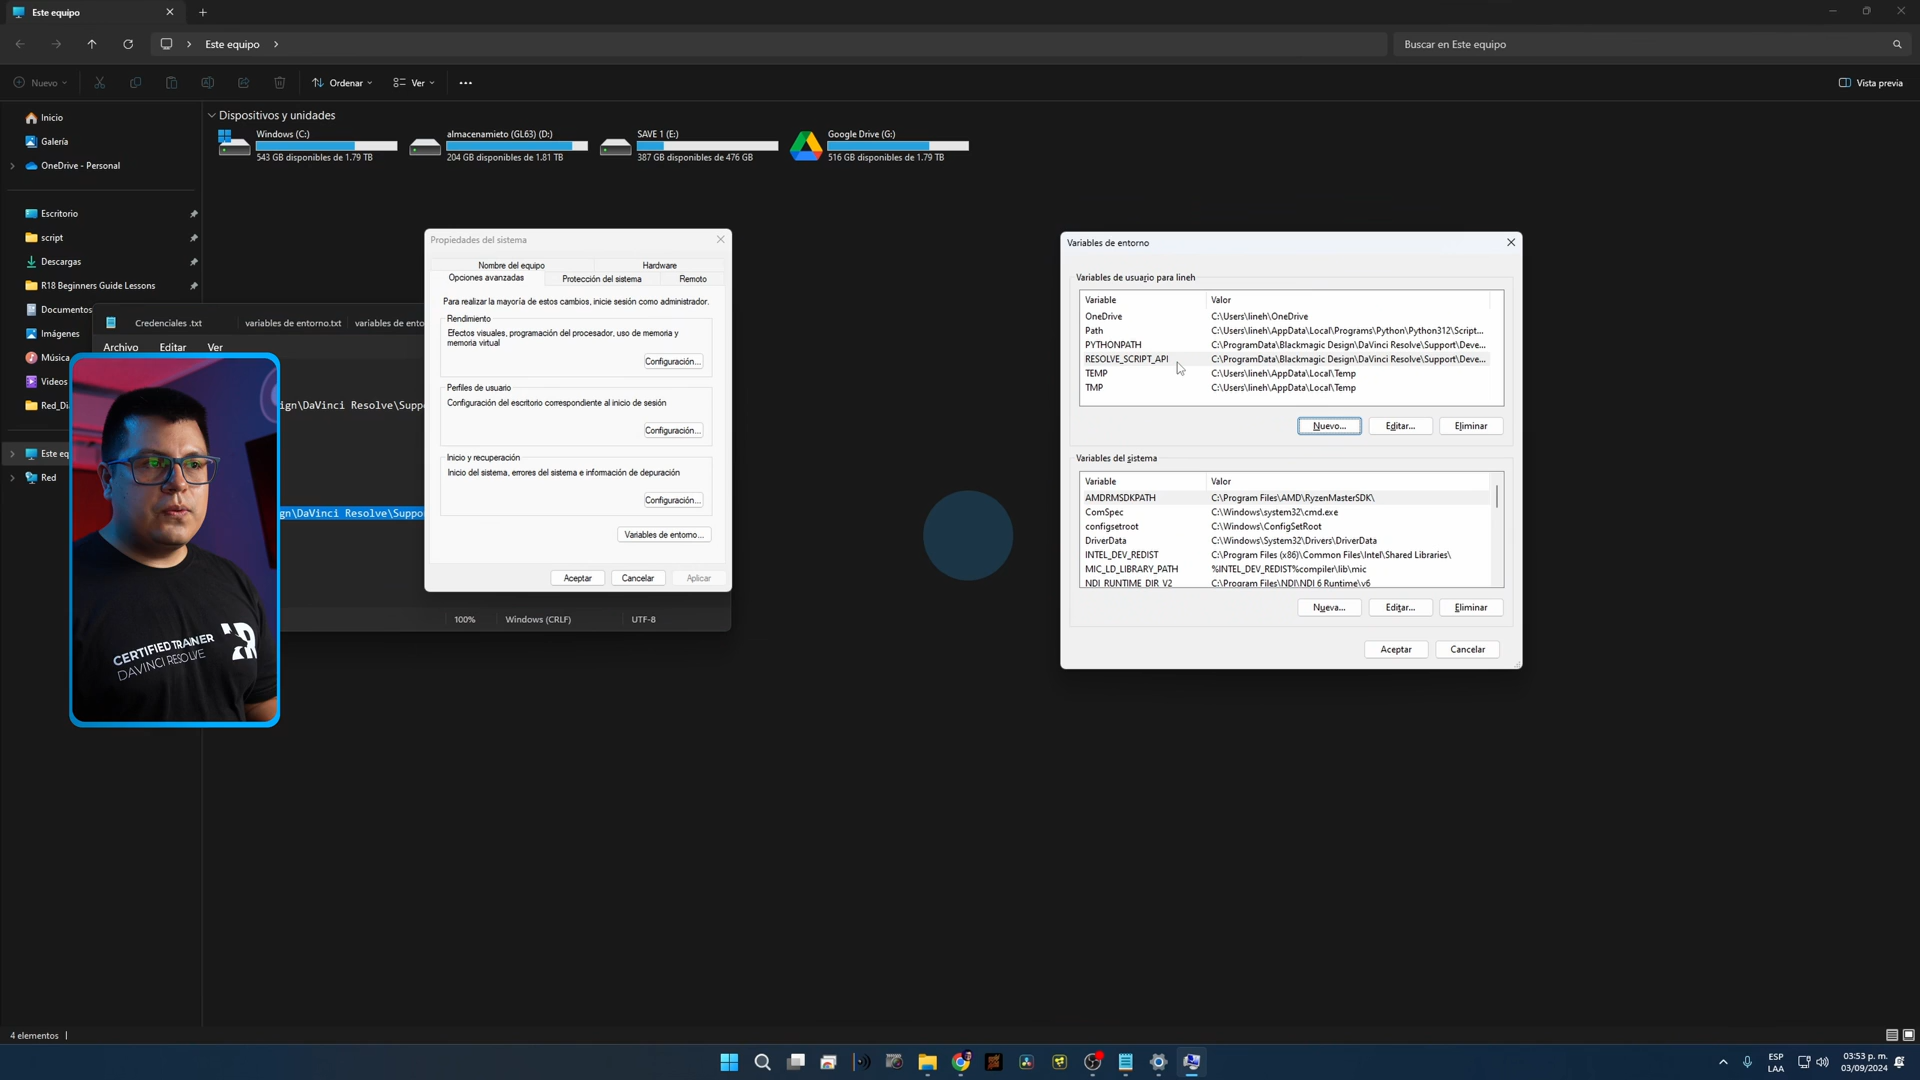 Este equipo
Este equipo
Buscar en Este equipo
Nuevo
Ordenar
Ver
Vista previa
Inicio
Galería
OneDrive - Personal
Escritorio
script
Descargas
R18 Beginners Guide Lessons
Documentos
Imágenes
Música
Videos
Red_Di
Este eq
Red
Dispositivos y unidades
Windows (C:)
543 GB disponibles de 1.79 TB
almacenamieto (GL63) (D:)
204 GB disponibles de 1.81 TB
SAVE 1 (E:)
387 GB disponibles de 476 GB
Google Drive (G:)
516 GB disponibles de 1.79 TB
Credenciales .txt
variables de entorno.txt
variables de ento
Archivo
Editar
Ver
ign\DaVinci Resolve\Supp
gn\DaVinci Resolve\Suppo
100%
Windows (CRLF)
UTF-8
CERTIFIED TRAINER
DAVINCI RESOLVE
Propiedades del sistema
Nombre del equipo
Hardware
Opciones avanzadas
Protección del sistema
Remoto
Para realizar la mayoría de estos cambios, inicie sesión como administrador.
Rendimiento
Efectos visuales, programación del procesador, uso de memoria y
memoria virtual
Configuración...
Perfiles de usuario
Configuración del escritorio correspondiente al inicio de sesión
Configuración...
Inicio y recuperación
Inicio del sistema, errores del sistema e información de depuración
Configuración...
Variables de entorno...
Aceptar
Cancelar
Aplicar
Variables de entorno
Variables de usuario para lineh
Variable Valor
OneDrive C:\Users\lineh\OneDrive
Path C:\Users\lineh\AppData\Local\Programs\Python\Python312\Script...
PYTHONPATH C:\ProgramData\Blackmagic Design\DaVinci Resolve\Support\Deve...
RESOLVE_SCRIPT_API C:\ProgramData\Blackmagic Design\DaVinci Resolve\Support\Deve...
TEMP C:\Users\lineh\AppData\Local\Temp
TMP C:\Users\lineh\AppData\Local\Temp
Nuevo...
Editar...
Eliminar
Variables del sistema
Variable Valor
AMDRMSDKPATH C:\Program Files\AMD\RyzenMasterSDK\
ComSpec C:\Windows\system32\cmd.exe
configsetroot C:\Windows\ConfigSetRoot
DriverData C:\Windows\System32\Drivers\DriverData
INTEL_DEV_REDIST C:\Program Files (x86)\Common Files\Intel\Shared Libraries\
MIC_LD_LIBRARY_PATH %INTEL_DEV_REDIST%compiler\lib\mic
NDI_RUNTIME_DIR_V2 C:\Program Files\NDI\NDI 6 Runtime\v6
Nueva...
Editar...
Eliminar
Aceptar
Cancelar
4 elementos
ESP
LAA
03:53 p. m.
03/09/2024